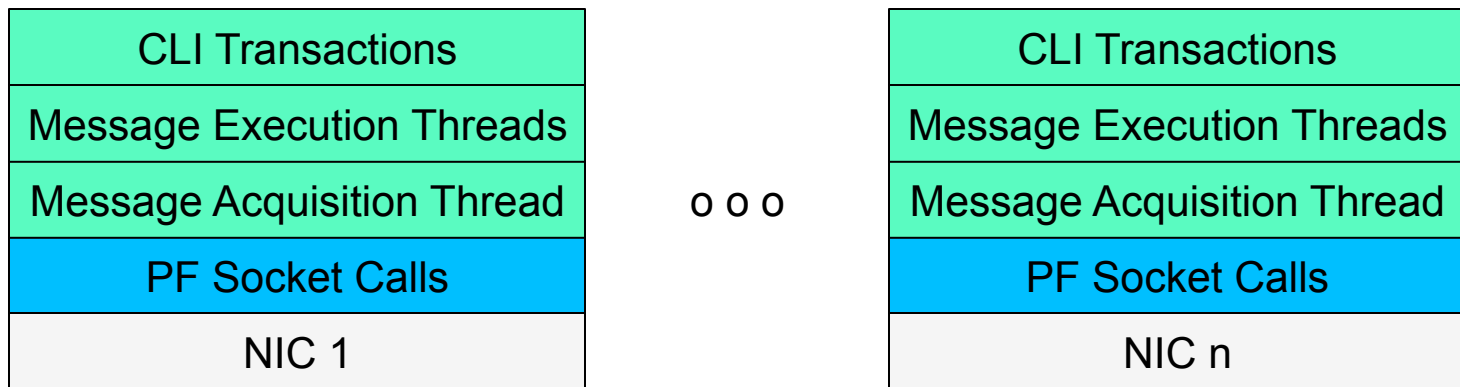 CLI Transactions
Message Execution Threads
Message Acquisition Thread
PF Socket Calls
NIC 1
o o o
CLI Transactions
Message Execution Threads
Message Acquisition Thread
PF Socket Calls
NIC n